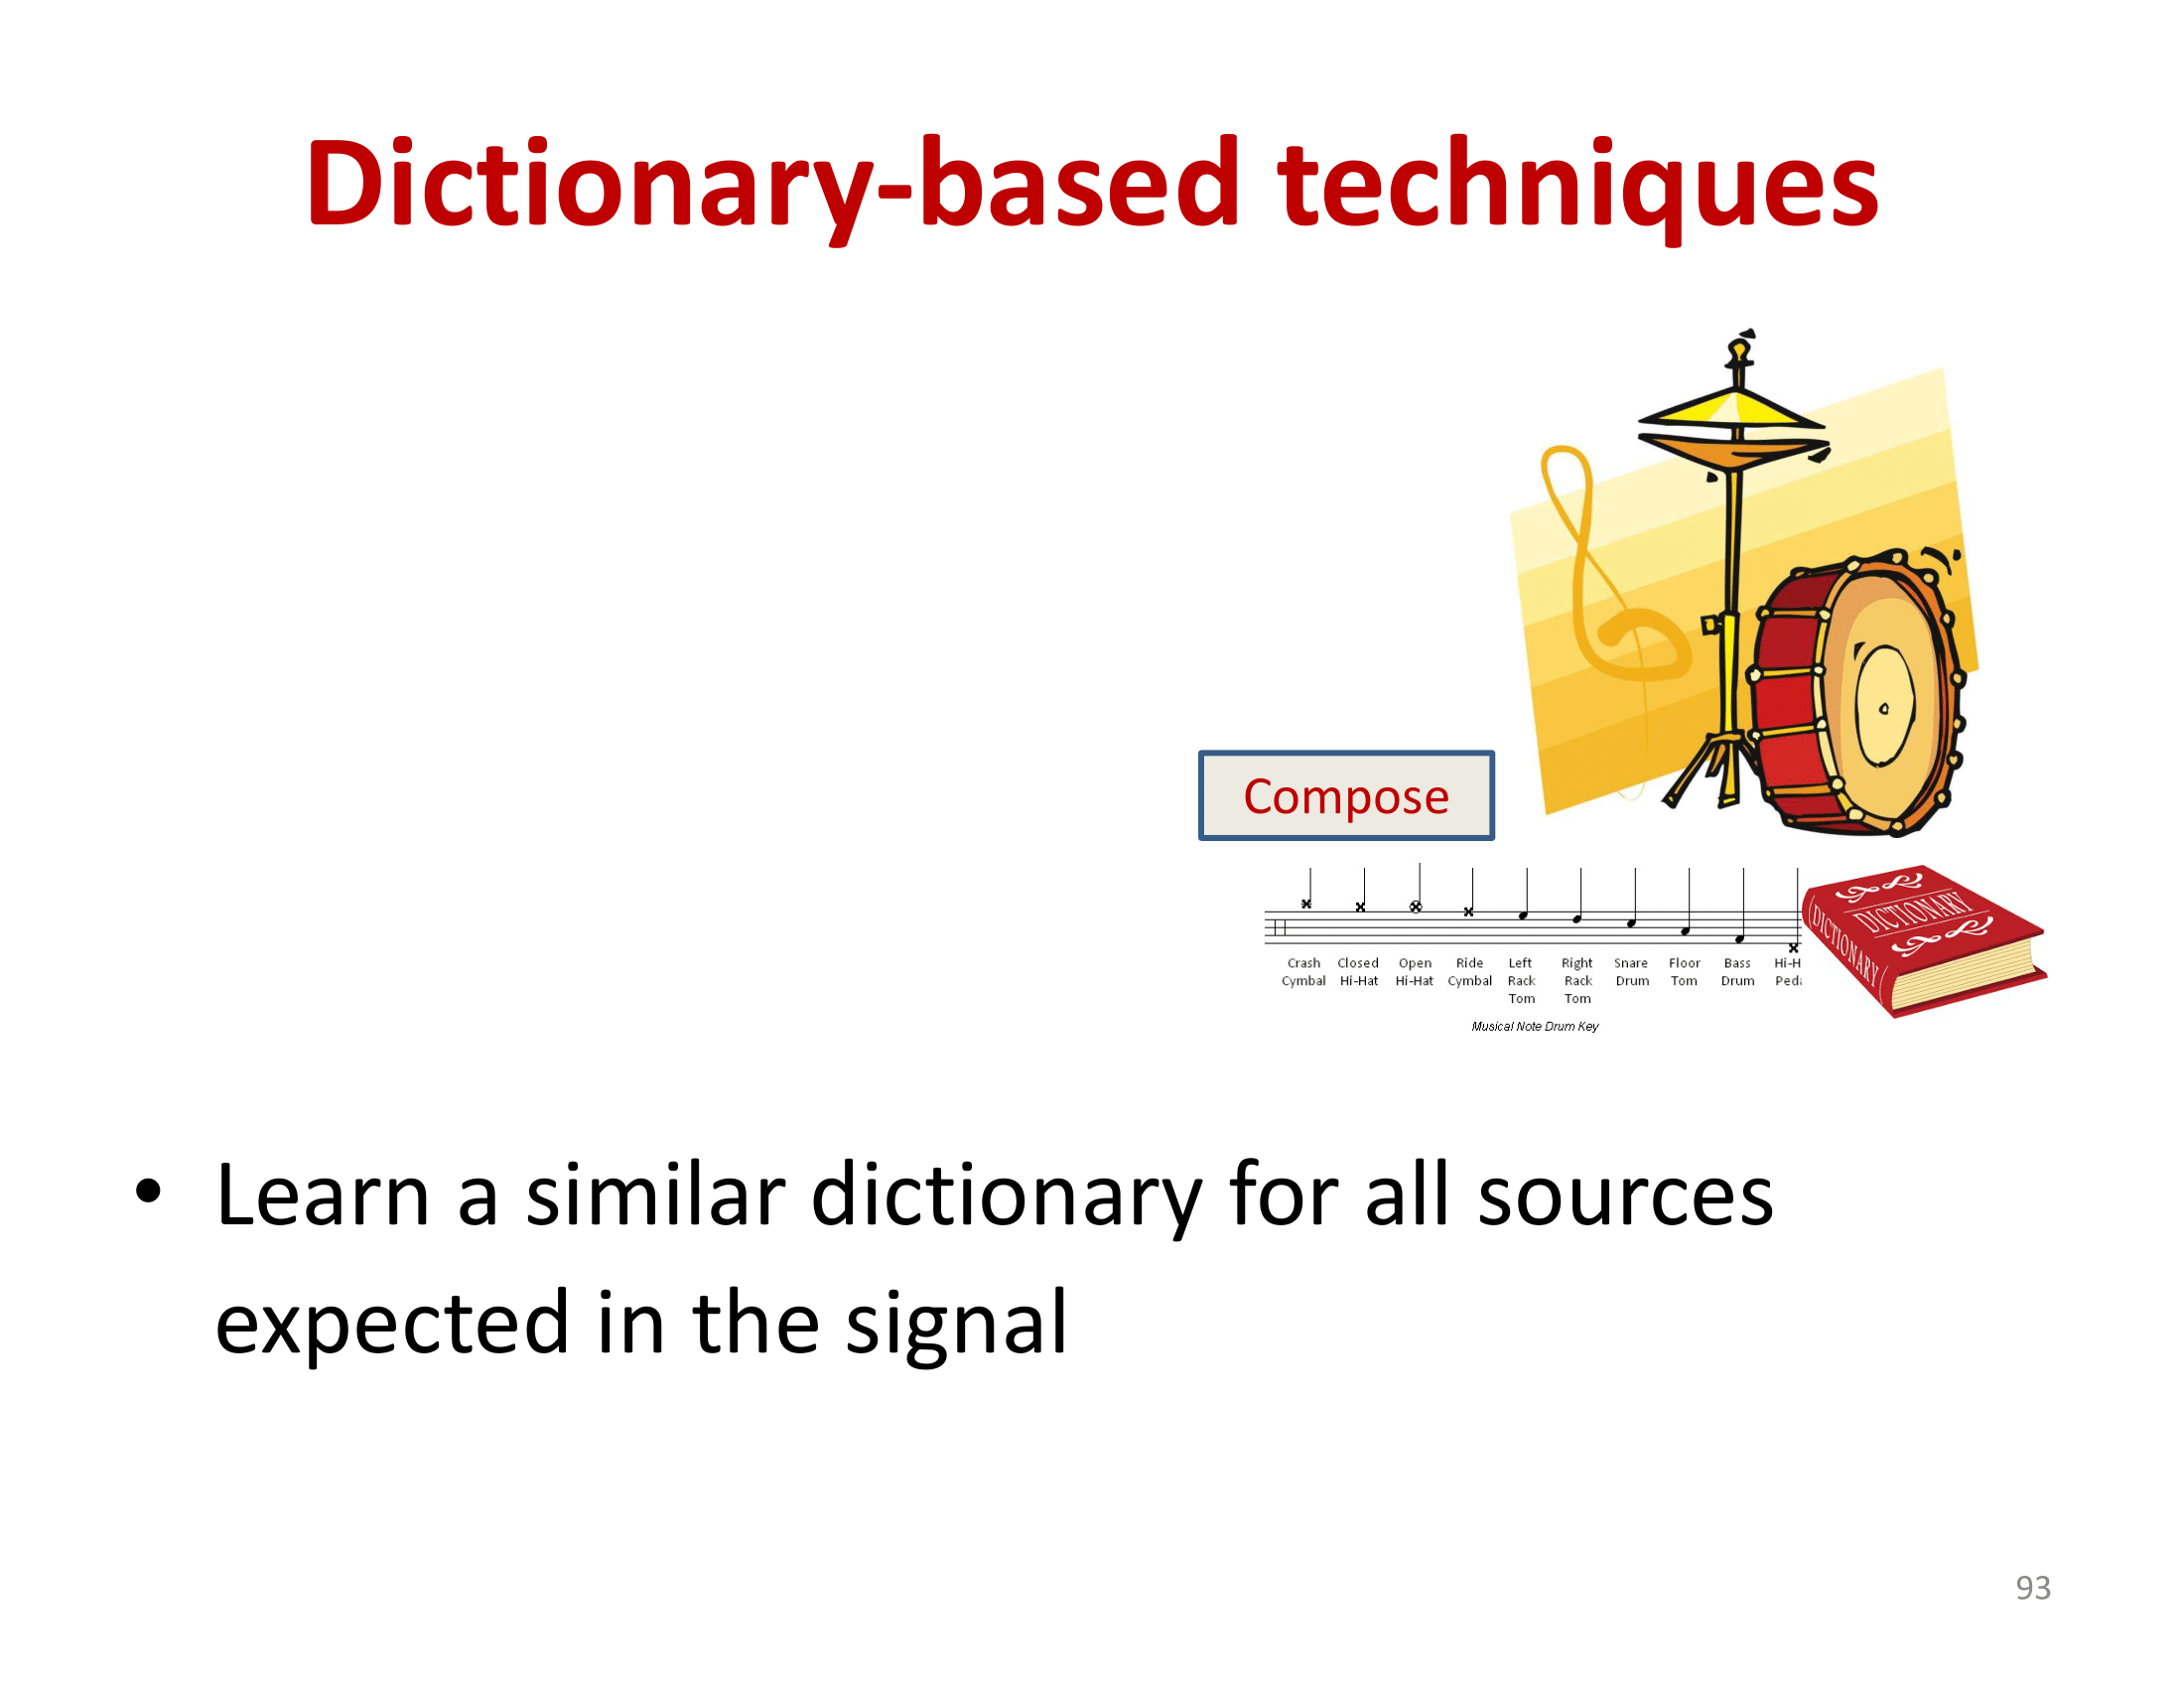 Dictionary-based techniques
Compose
Crash Closed Open Ride Left Right Snare Floor Bass Hi-H
Cymbal Hi-Hat Hi-Hat Cymbal Rack Rack Drum Tom Drum Peda
Tom Tom
Musical Note Drum Key
DICTIONARY
DICTIONARY
• Learn a similar dictionary for all sources
expected in the signal
93